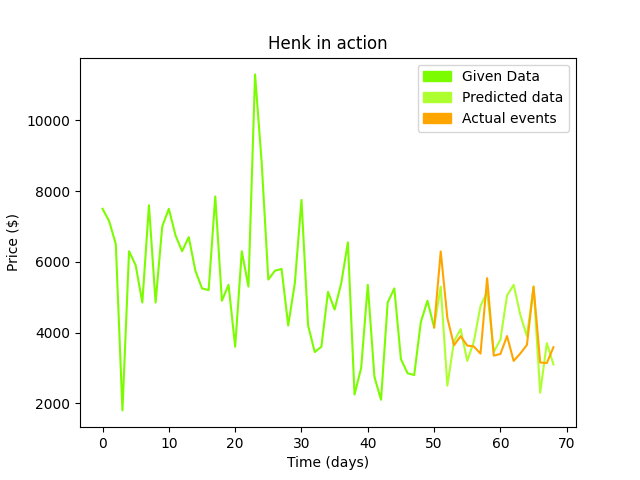 Henk in action
Given Data
Predicted data
Actual events
Price ($)
10000
8000
6000
4000
2000
0 10 20 30 40 50 60 70
Time (days)